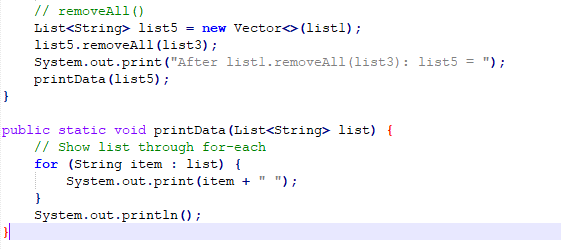 // removeAll()
List<String> list5 = new Vector<>(list1);
list5.removeAll(list3);
System.out.print("After list1.removeAll(list3): list5 = ");
printData(list5);
}
public static void printData(List<String> list) {
// Show list through for-each
for (String item : list) {
System.out.print(item + " ");
}
System.out.println();
}